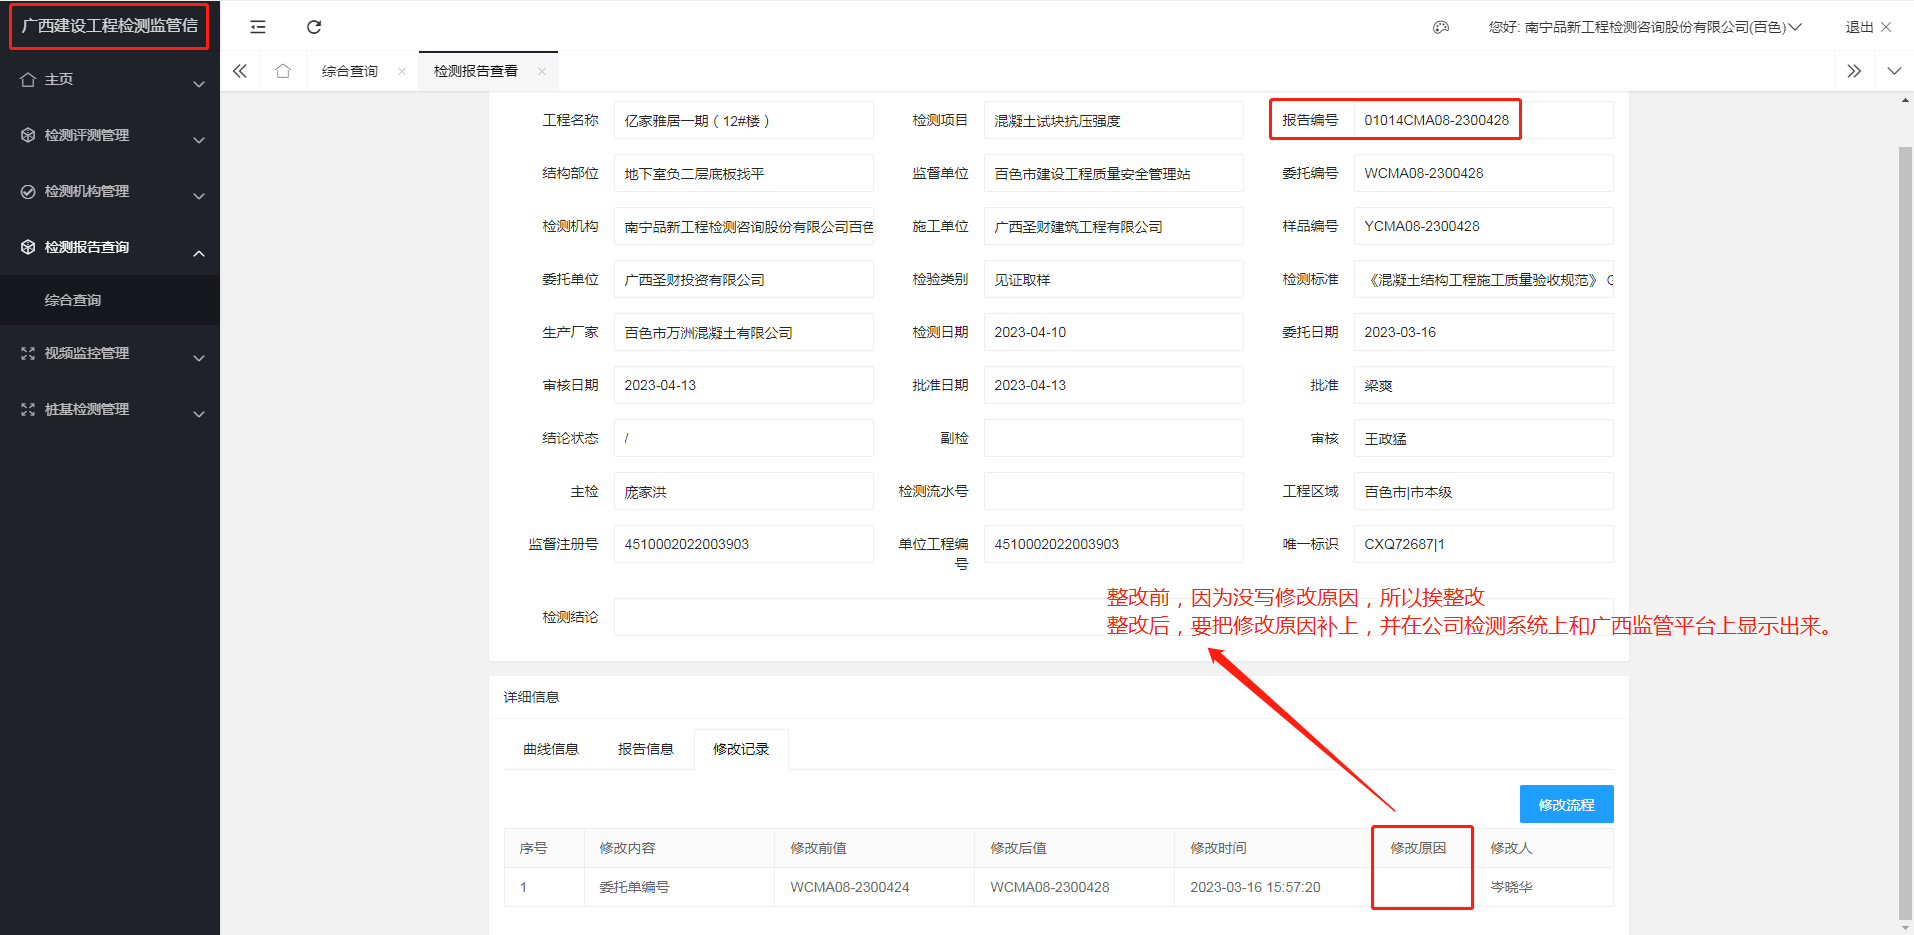 广西建设工程检测监管信
您好: 南宁品新工程检测咨询股份有限公司(百色)
退出
主页
检测评测管理
检测机构管理
检测报告查询
综合查询
视频监控管理
桩基检测管理
综合查询
检测报告查看
工程名称 亿家雅居一期（12#楼） 检测项目 混凝土试块抗压强度 报告编号 01014CMA08-2300428
结构部位 地下室负二层底板找平 监督单位 百色市建设工程质量安全管理站 委托编号 WCMA08-2300428
检测机构 南宁品新工程检测咨询股份有限公司百色 施工单位 广西圣财建筑工程有限公司 样品编号 YCMA08-2300428
委托单位 广西圣财投资有限公司 检验类别 见证取样 检测标准 《混凝土结构工程施工质量验收规范》
生产厂家 百色市万洲混凝土有限公司 检测日期 2023-04-10 委托日期 2023-03-16
审核日期 2023-04-13 批准日期 2023-04-13 批准 梁爽
结论状态 / 副检 审核 王政猛
主检 庞家洪 检测流水号 工程区域 百色市|市本级
监督注册号 4510002022003903 单位工程编 4510002022003903 唯一标识 CXQ72687|1
号
检测结论
整改前，因为没写修改原因，所以挨整改
整改后，要把修改原因补上，并在公司检测系统上和广西监管平台上显示出来。
详细信息
曲线信息 报告信息 修改记录
修改流程
序号 修改内容 修改前值 修改后值 修改时间 修改原因 修改人
1 委托单编号 WCMA08-2300424 WCMA08-2300428 2023-03-16 15:57:20 岑晓华